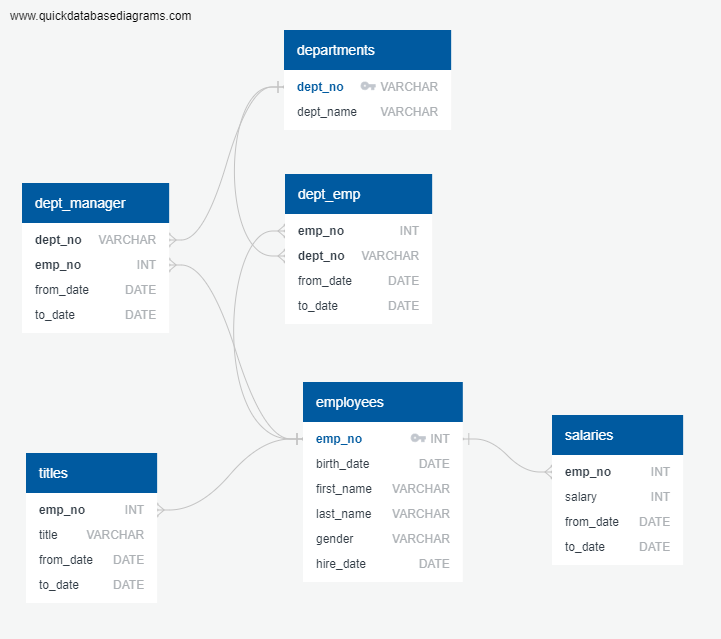 www.quickdatabasediagrams.com
departments
dept_no VARCHAR
dept_name VARCHAR
dept_manager
dept_no VARCHAR
emp_no INT
from_date DATE
to_date DATE
dept_emp
emp_no INT
dept_no VARCHAR
from_date DATE
to_date DATE
employees
emp_no INT
birth_date DATE
first_name VARCHAR
last_name VARCHAR
gender VARCHAR
hire_date DATE
salaries
emp_no INT
salary INT
from_date DATE
to_date DATE
titles
emp_no INT
title VARCHAR
from_date DATE
to_date DATE